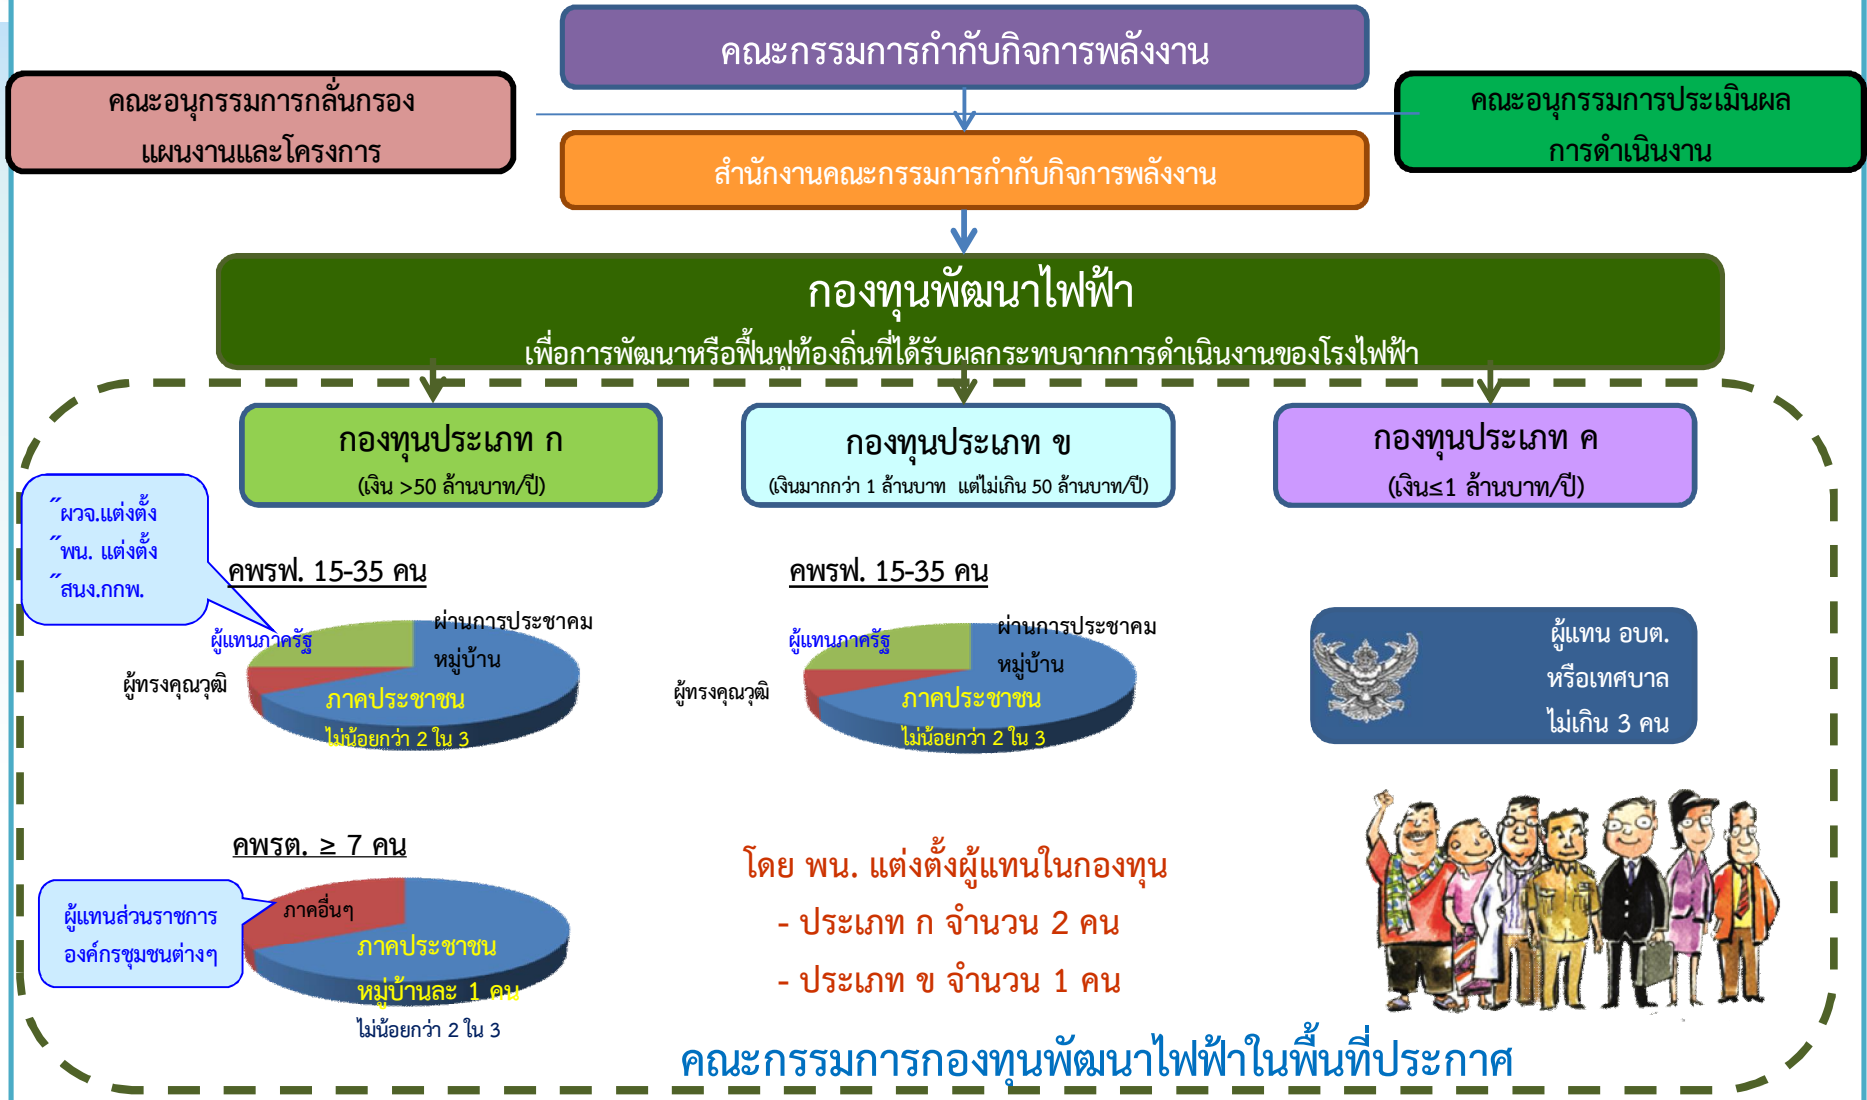 คณะกรรมการกำกับกิจการพลังงาน
คณะอนุกรรมการกลั่นกรอง
แผนงานและโครงการ
คณะอนุกรรมการประเมินผล
การดำเนินงาน
สำนักงานคณะกรรมการกำกับกิจการพลังงาน
กองทุนพัฒนาไฟฟ้า
เพื่อการพัฒนาหรือฟื้นฟูท้องถิ่นที่ได้รับผลกระทบจากการดำเนินงานของโรงไฟฟ้า
กองทุนประเภท ก
(เงิน >50 ล้านบาท/ปี)
กองทุนประเภท ข
(เงินมากกว่า 1 ล้านบาท แต่ไม่เกิน 50 ล้านบาท/ปี)
กองทุนประเภท ค
(เงิน≤1 ล้านบาท/ปี)
˝ผวจ.แต่งตั้ง
˝พน. แต่งตั้ง
˝สนง.กกพ.
คพรฟ. 15-35 คน
ผู้แทนภาครัฐ
ผ่านการประชาคม
หมู่บ้าน
ผู้ทรงคุณวุฒิ
ภาคประชาชน
ไม่น้อยกว่า 2 ใน 3
คพรฟ. 15-35 คน
ผู้แทนภาครัฐ
ผ่านการประชาคม
หมู่บ้าน
ผู้ทรงคุณวุฒิ
ภาคประชาชน
ไม่น้อยกว่า 2 ใน 3
ผู้แทน อบต.
หรือเทศบาล
ไม่เกิน 3 คน
คพรต. ≥ 7 คน
ผู้แทนส่วนราชการ
องค์กรชุมชนต่างๆ
ภาคอื่นๆ
ภาคประชาชน
หมู่บ้านละ 1 คน
ไม่น้อยกว่า 2 ใน 3
โดย พน. แต่งตั้งผู้แทนในกองทุน
- ประเภท ก จำนวน 2 คน
- ประเภท ข จำนวน 1 คน
คณะกรรมการกองทุนพัฒนาไฟฟ้าในพื้นที่ประกาศ